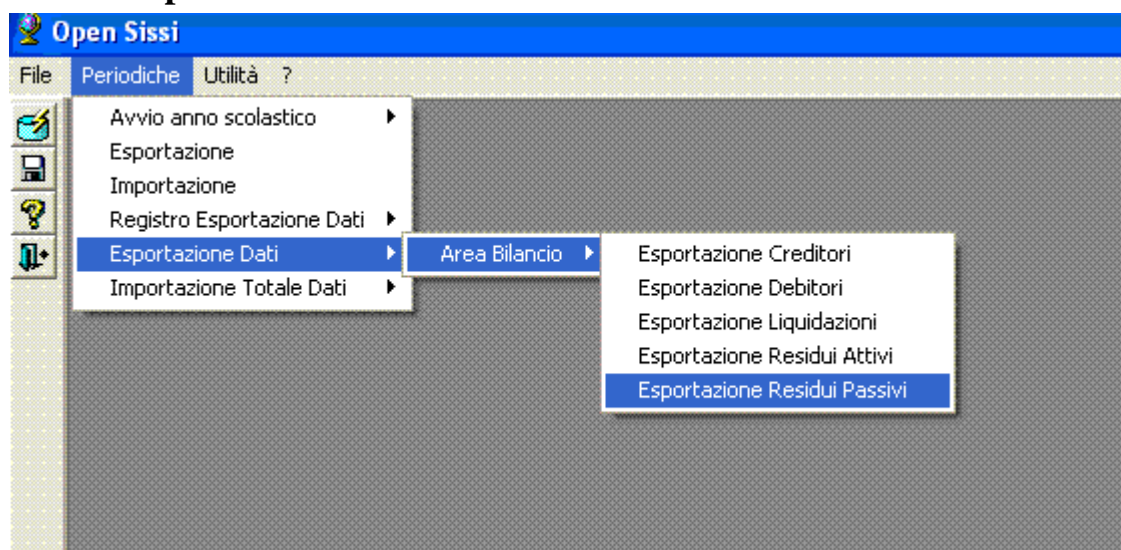 Open Sissi
File Periodiche Utilità ?
Avvio anno scolastico
Esportazione
Importazione
Registro Esportazione Dati
Esportazione Dati
Importazione Totale Dati
Area Bilancio
Esportazione Creditori
Esportazione Debitori
Esportazione Liquidazioni
Esportazione Residui Attivi
Esportazione Residui Passivi